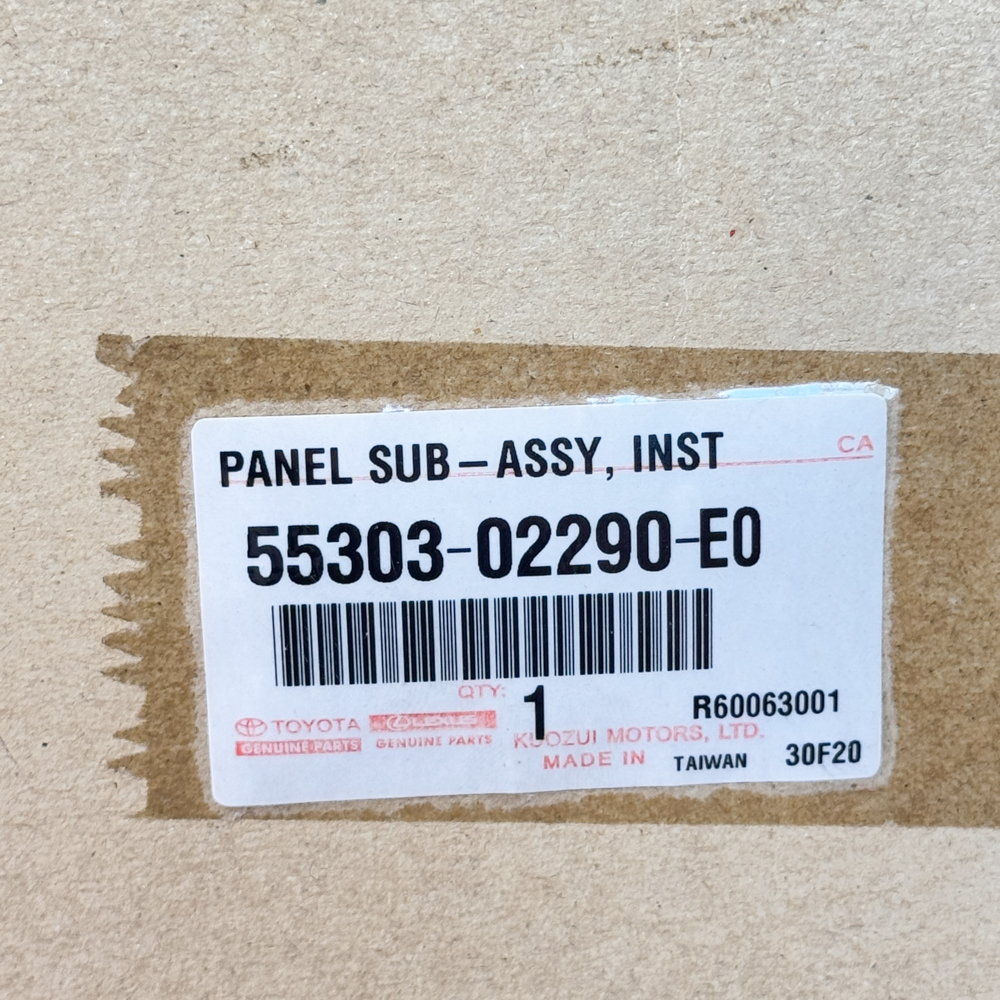 PANEL SUB-ASSY, INST
CA
55303-02290-E0
QTY: 1
R60063001
TOYOTA
GENUINE PARTS
LEXUS
GENUINE PARTS
KUOZUI MOTORS, LTD.
MADE IN TAIWAN
30F20